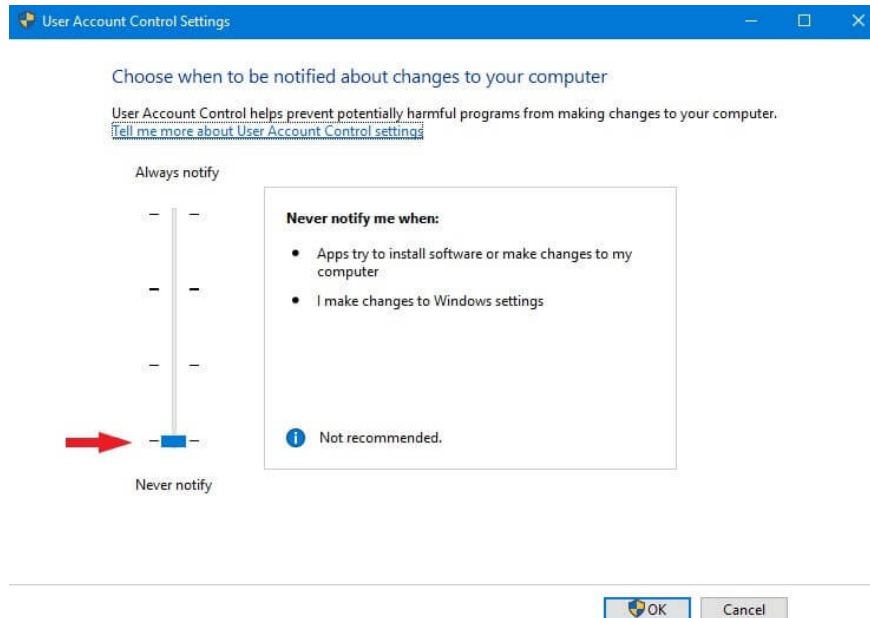 User Account Control Settings
Choose when to be notified about changes to your computer
User Account Control helps prevent potentially harmful programs from making changes to your computer.
Tell me more about User Account Control settings
Always notify
Never notify me when:
Apps try to install software or make changes to my
computer
I make changes to Windows settings
Not recommended.
Never notify
OK
Cancel